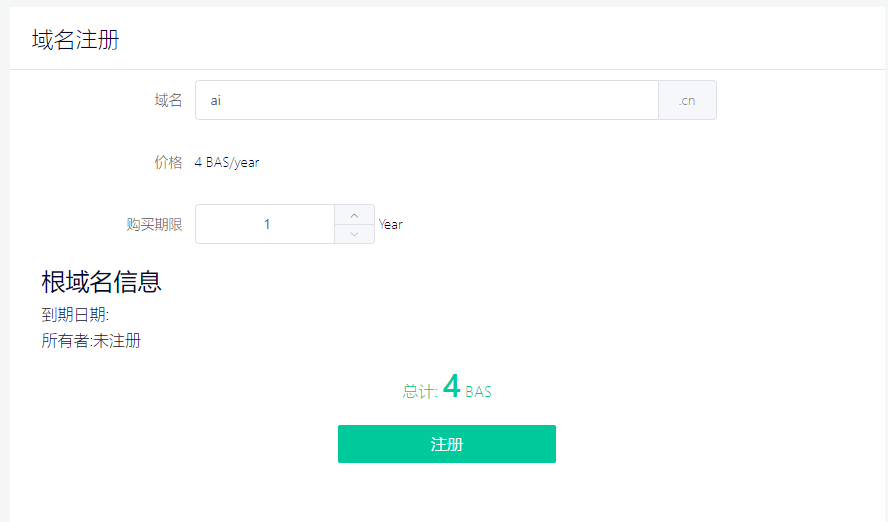 域名注册
域名 ai .cn
价格 4 BAS/year
购买期限 1 Year
根域名信息
到期日期:
所有者:未注册
总计: 4 BAS
注册